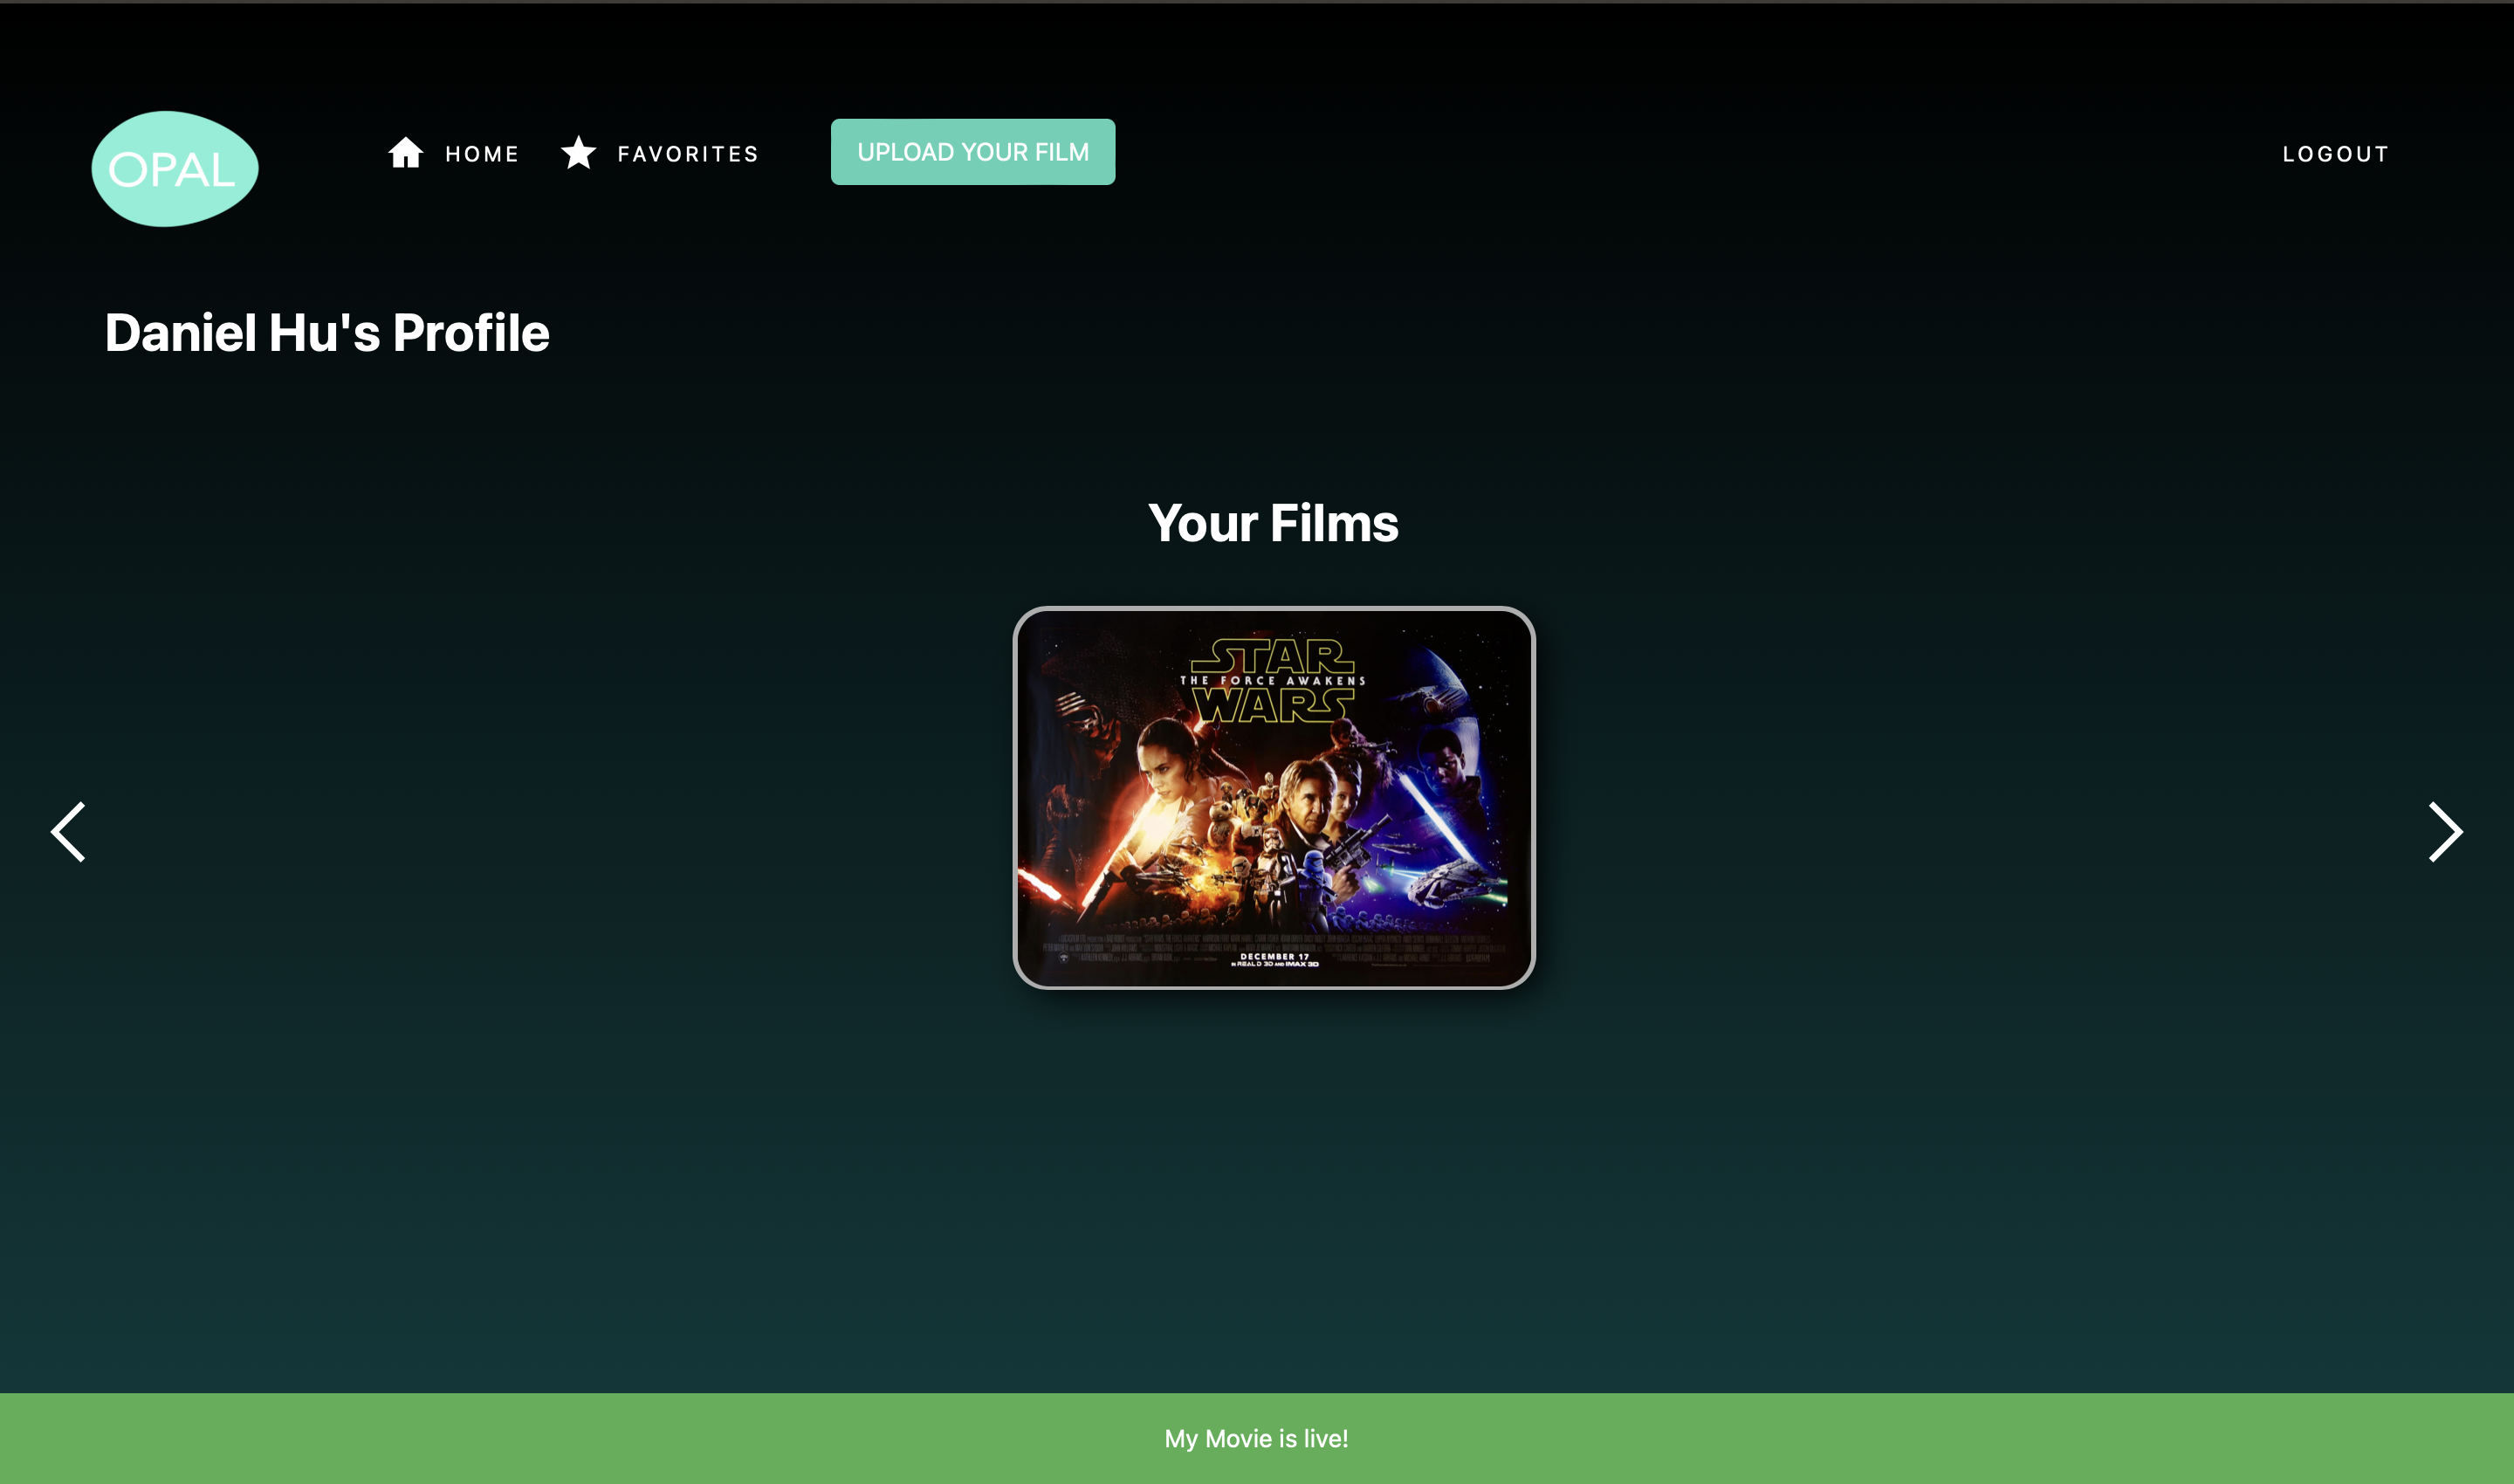 OPAL
HOME
FAVORITES
UPLOAD YOUR FILM
LOGOUT
Daniel Hu's Profile
Your Films
STAR
THE FORCE AWAKENS
WARS
DECEMBER 17
IN REAL D 3D AND IMAX 3D
My Movie is live!